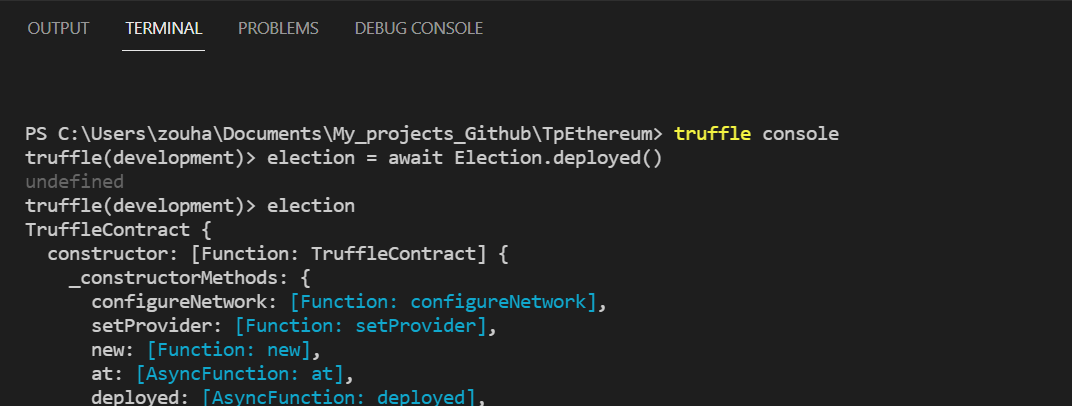 OUTPUT TERMINAL PROBLEMS DEBUG CONSOLE
PS C:\Users\zouha\Documents\My_projects_Github\TpEthereum> truffle console
truffle(development)> election = await Election.deployed()
undefined
truffle(development)> election
TruffleContract {
  constructor: [Function: TruffleContract] {
    _constructorMethods: {
      configureNetwork: [Function: configureNetwork],
      setProvider: [Function: setProvider],
      new: [Function: new],
      at: [AsyncFunction: at],
      deployed: [AsyncFunction: deployed],